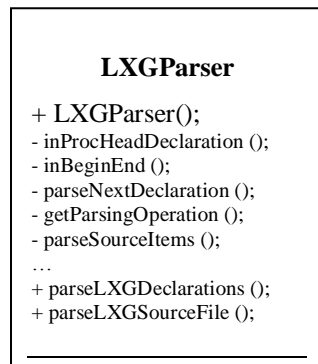 LXGParser
+ LXGParser();
- inProcHeadDeclaration ();
- inBeginEnd ();
- parseNextDeclaration ();
- getParsingOperation ();
- parseSourceItems ();
…
+ parseLXGDeclarations ();
+ parseLXGSourceFile ();